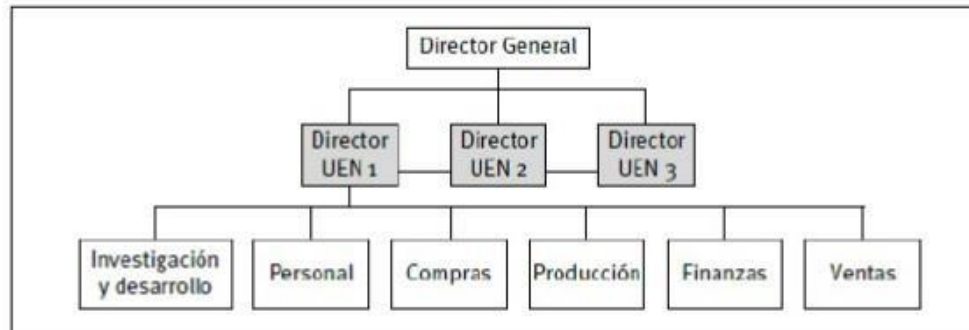 Director General
Director
UEN 1
Director
UEN 2
Director
UEN 3
Investigación
y desarrollo
Personal
Compras
Producción
Finanzas
Ventas